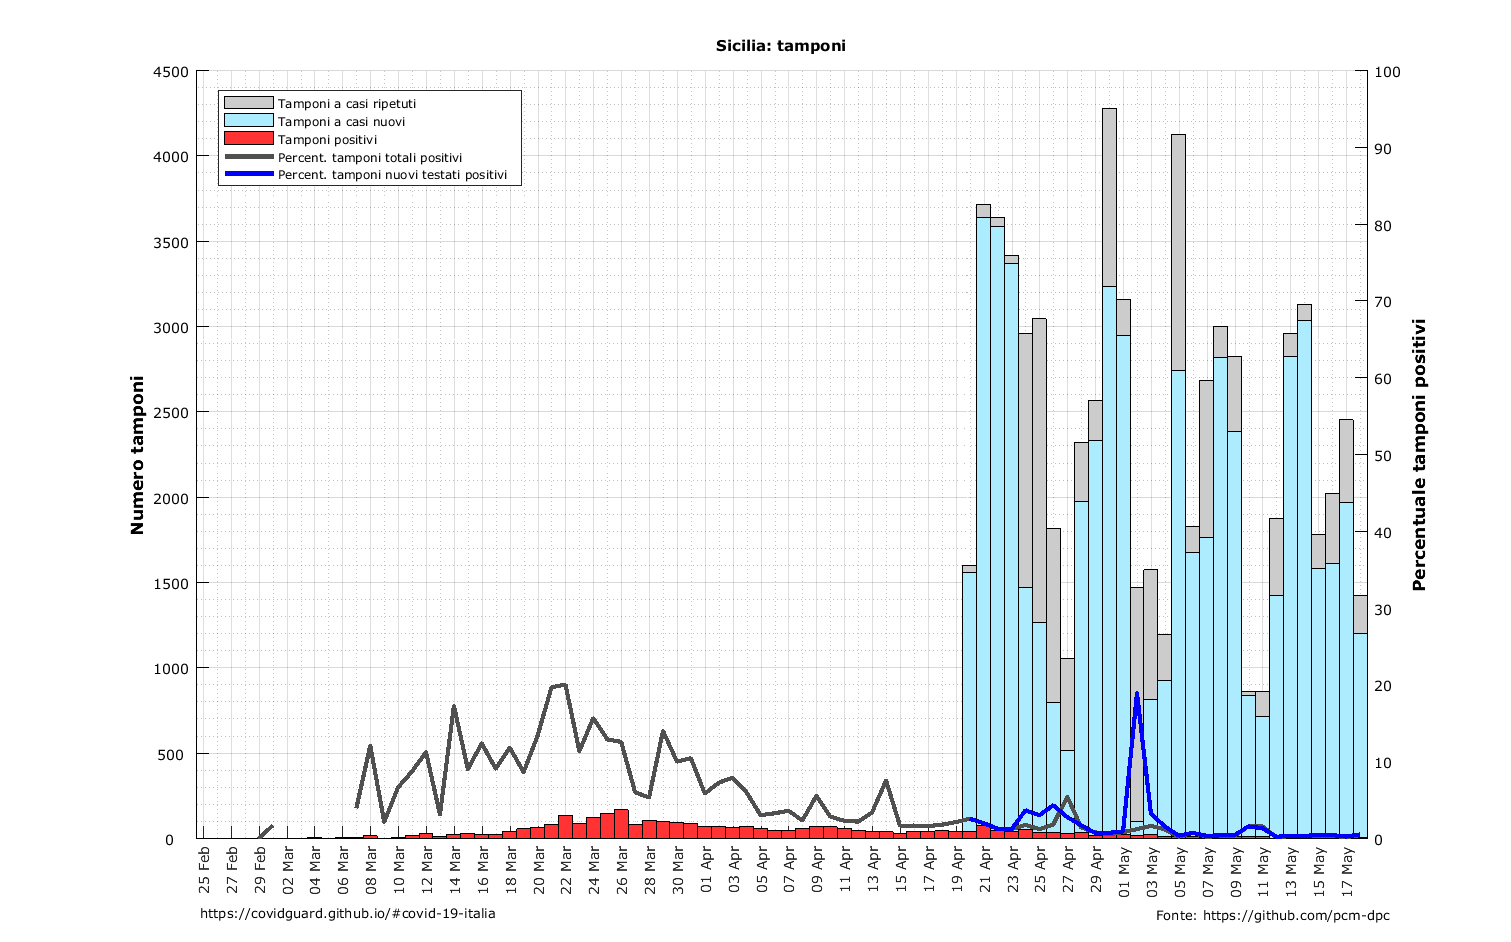 Sicilia: tamponi
Tamponi a casi ripetuti
Tamponi a casi nuovi
Tamponi positivi
Percent. tamponi totali positivi
Percent. tamponi nuovi testati positivi
Numero tamponi
4500
4000
3500
3000
2500
2000
1500
1000
500
0
Percentuale tamponi positivi
100
90
80
70
60
50
40
30
20
10
0
25 Feb
27 Feb
29 Feb
02 Mar
04 Mar
06 Mar
08 Mar
10 Mar
12 Mar
14 Mar
16 Mar
18 Mar
20 Mar
22 Mar
24 Mar
26 Mar
28 Mar
30 Mar
01 Apr
03 Apr
05 Apr
07 Apr
09 Apr
11 Apr
13 Apr
15 Apr
17 Apr
19 Apr
21 Apr
23 Apr
25 Apr
27 Apr
29 Apr
01 May
03 May
05 May
07 May
09 May
11 May
13 May
15 May
17 May
https://covidguard.github.io/#covid-19-italia
Fonte: https://github.com/pcm-dpc